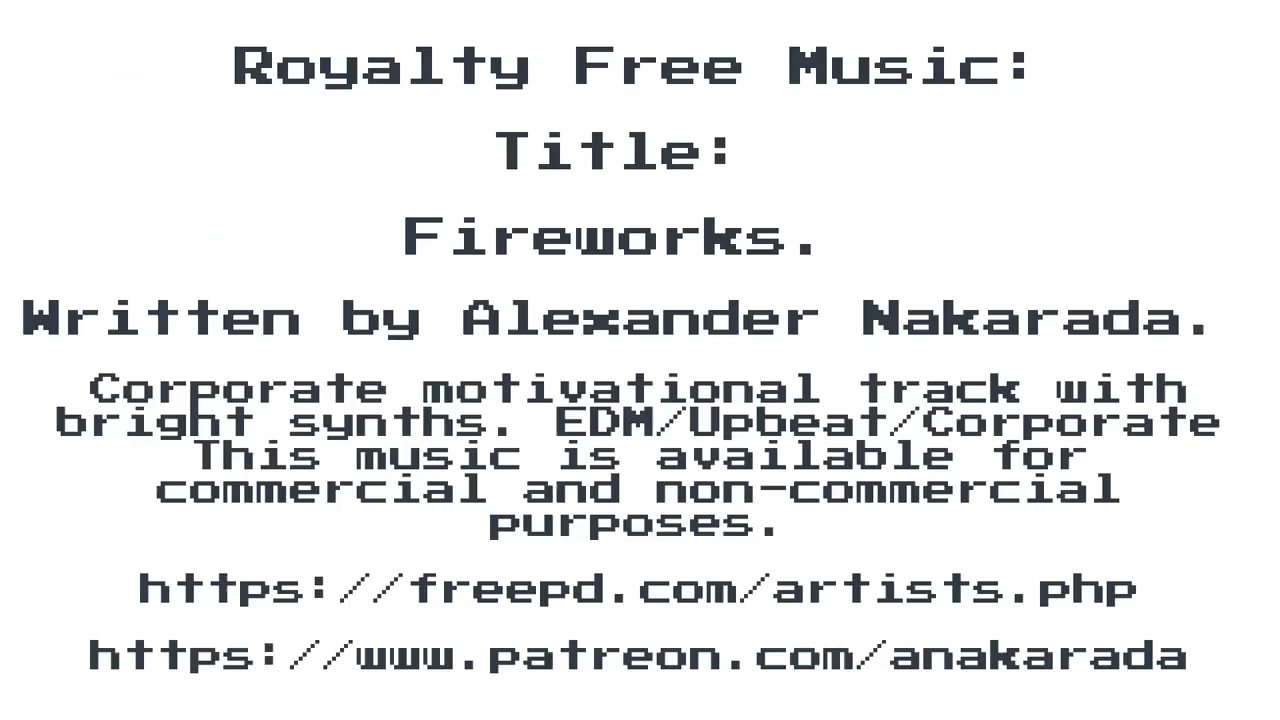 Royalty Free Music:
Title:
Fireworks.
Written by Alexander Nakarada.
Corporate motivational track with
bright synths. EDM/Upbeat/Corporate
This music is available for
commercial and non-commercial
purposes.
https://freepd.com/artists.php
https://www.patreon.com/anakarada